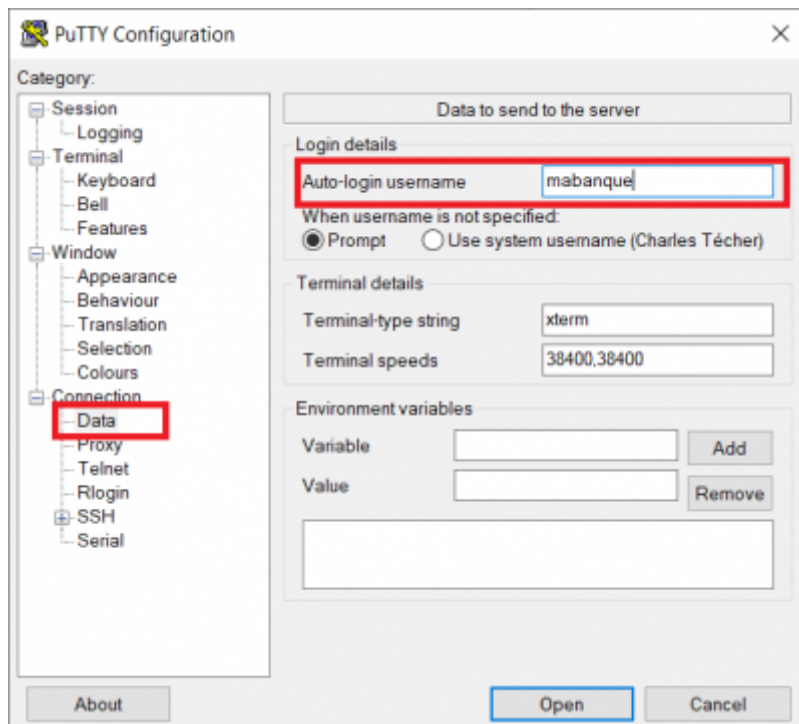 PuTTY Configuration
Category:
Session
Logging
Terminal
Keyboard
Bell
Features
Window
Appearance
Behaviour
Translation
Selection
Colours
Connection
Data
Proxy
Telnet
Rlogin
SSH
Serial
Data to send to the server
Login details
Auto-login username mabanque
When username is not specified:
Prompt Use system username (Charles Técher)
Terminal details
Terminal-type string xterm
Terminal speeds 38400,38400
Environment variables
Variable Add
Value Remove
About Open Cancel